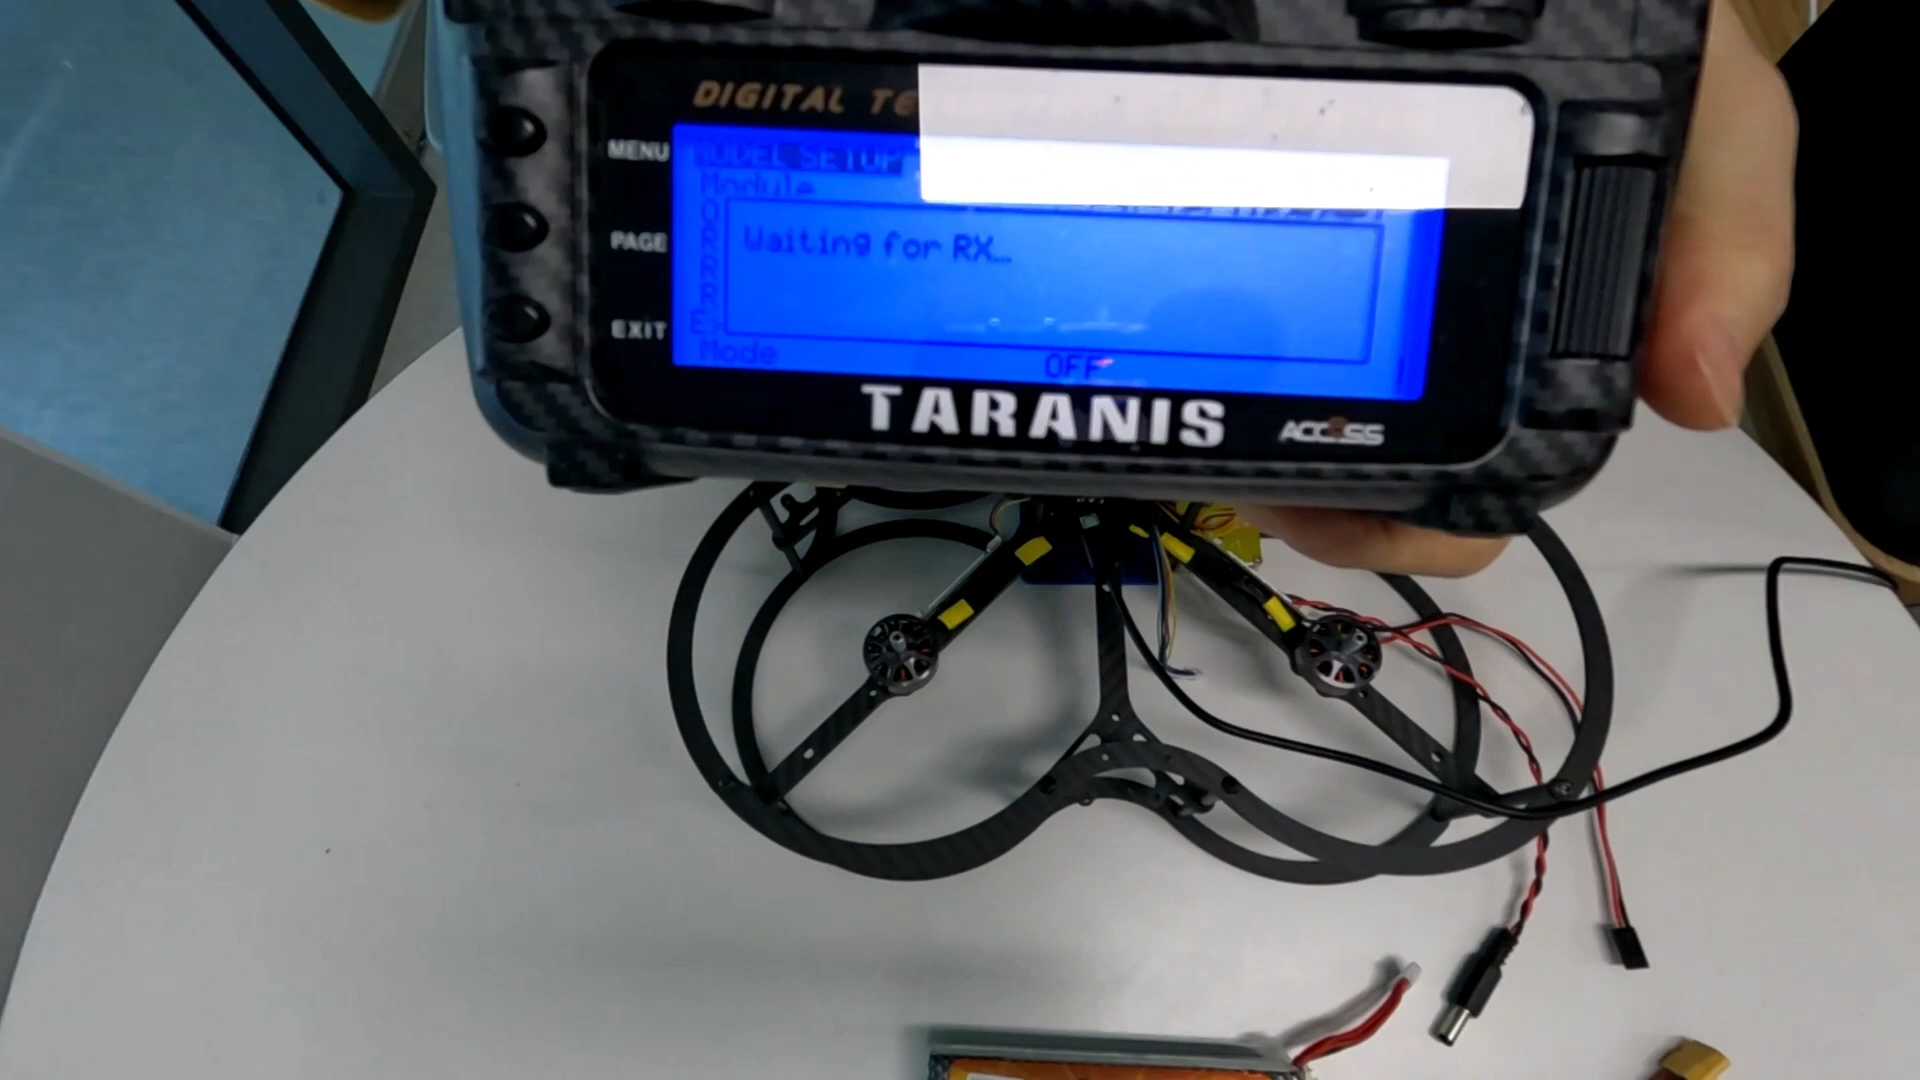 DIGITAL TE
MENU
MODEL SETUP
Module
PAGE
Waiting for RX...
EXIT
Mode OFF
TARANIS
ACCESS